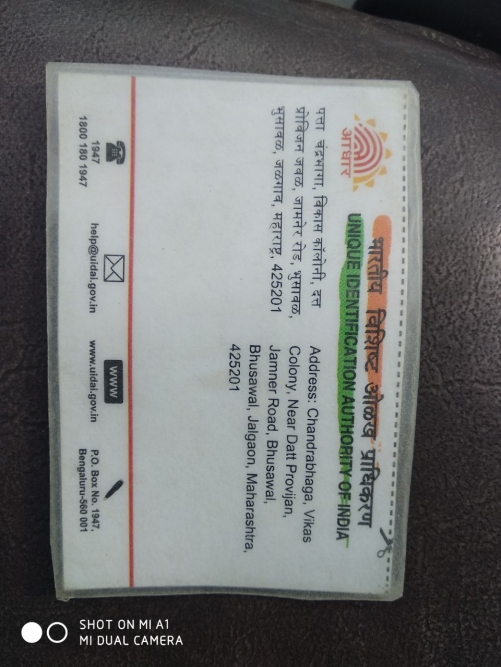 भारतीय विशिष्ट ओळख प्राधिकरण
UNIQUE IDENTIFICATION AUTHORITY OF INDIA
आधार
पत्ता चंद्रभागा, विकास कॉलोनी, दत्त
प्रोविजन जवळ, जामनेर रोड, भुसावळ,
भुसावळ, जळगाव, महाराष्ट्र, 425201
Address: Chandrabhaga, Vikas
Colony, Near Datt Provijan,
Jamner Road, Bhusawal,
Bhusawal, Jalgaon, Maharashtra,
425201
1947
1800 180 1947
help@uidai.gov.in
www
www.uidai.gov.in
P.O. Box No. 1947,
Bengaluru-560 001
SHOT ON MI A1
MI DUAL CAMERA